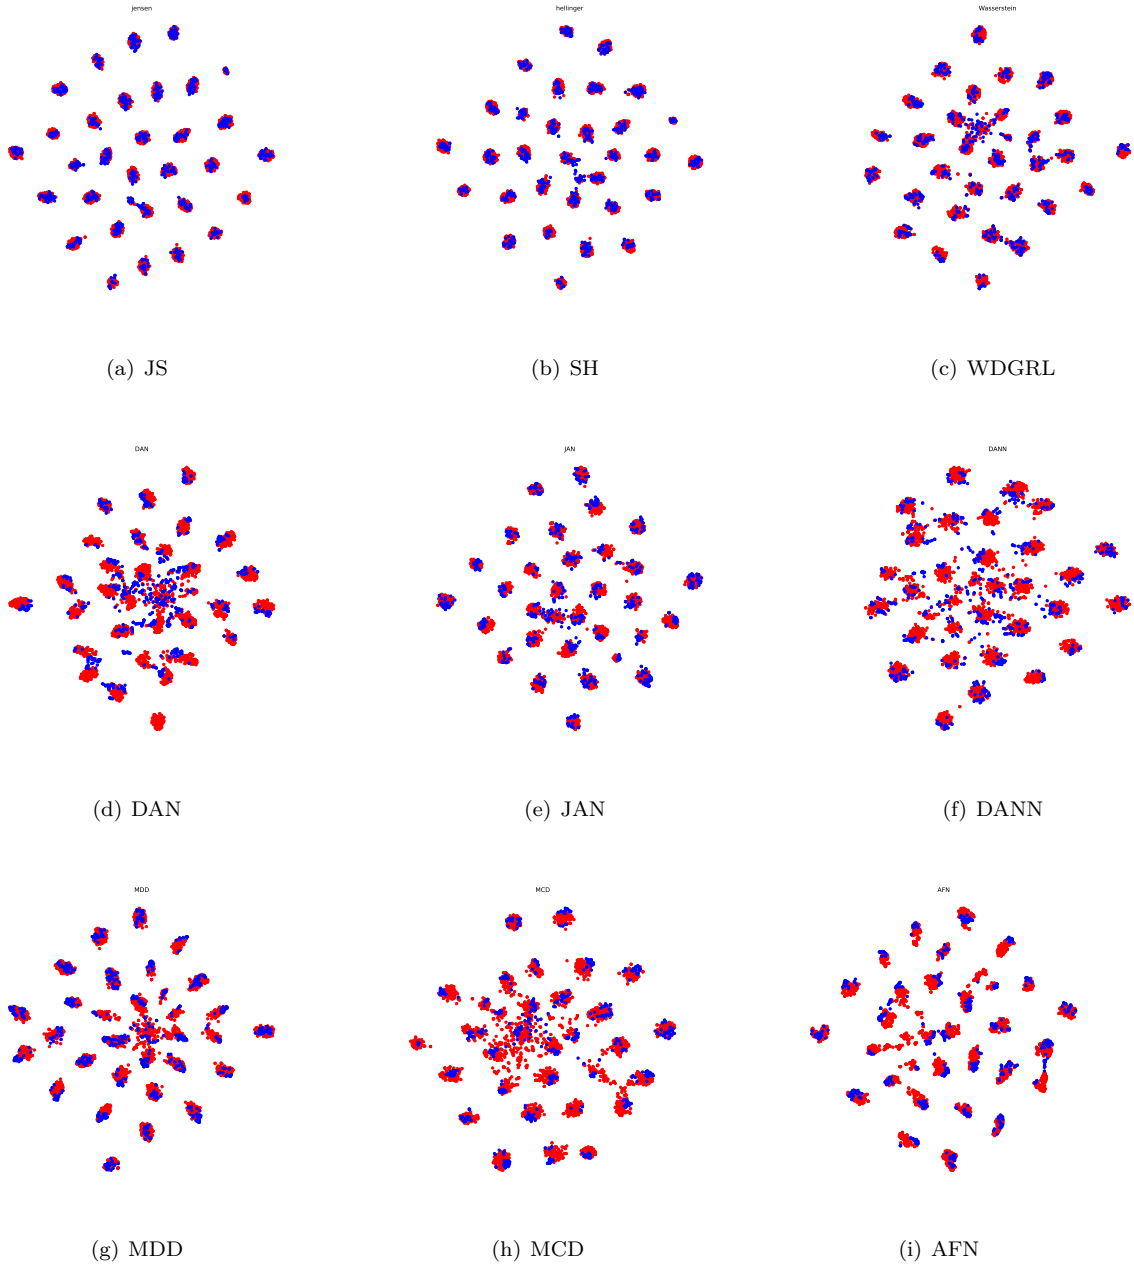 jensen
hellinger
Wasserstein
(a) JS
(b) SH
(c) WDGRL
DAN
JAN
DANN
(d) DAN
(e) JAN
(f) DANN
MDD
MCD
AFN
(g) MDD
(h) MCD
(i) AFN